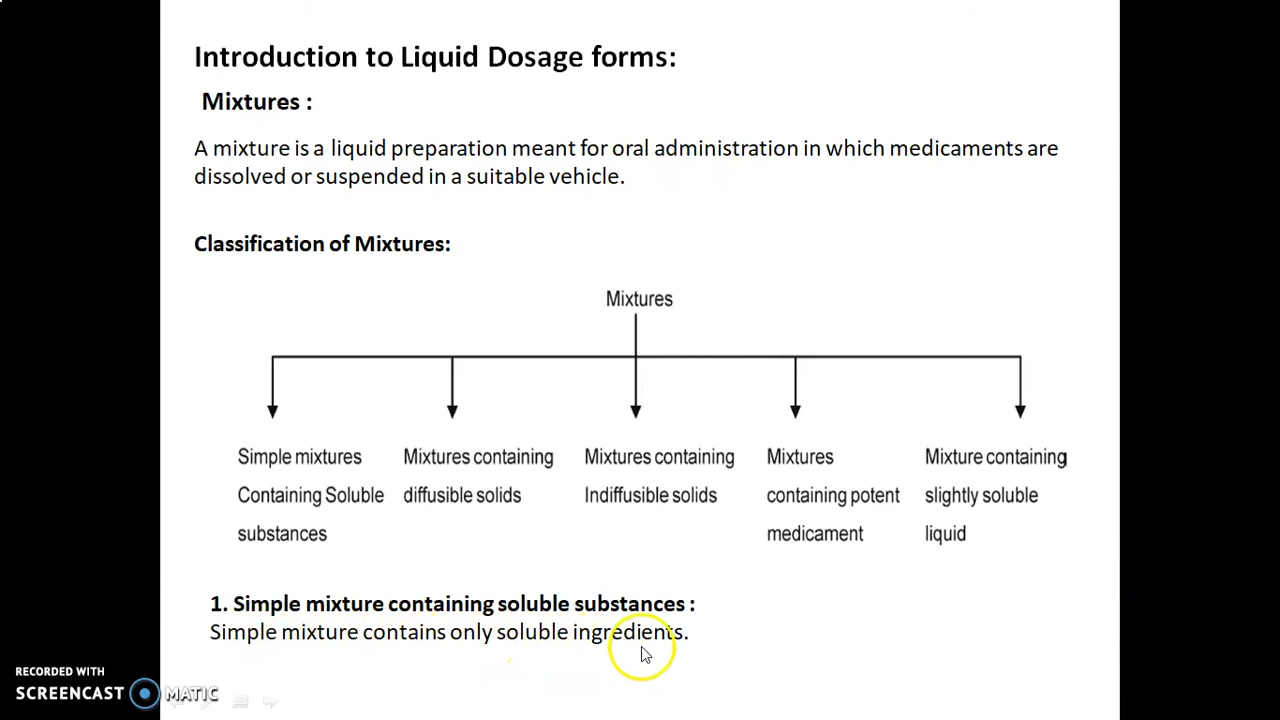 Introduction to Liquid Dosage forms:
Mixtures :
A mixture is a liquid preparation meant for oral administration in which medicaments are
dissolved or suspended in a suitable vehicle.
Classification of Mixtures:
Mixtures
Simple mixtures
Containing Soluble
substances
Mixtures containing
diffusible solids
Mixtures containing
Indiffusible solids
Mixtures
containing potent
medicament
Mixture containing
slightly soluble
liquid
1. Simple mixture containing soluble substances :
Simple mixture contains only soluble ingredients.
RECORDED WITH
SCREENCAST MATIC